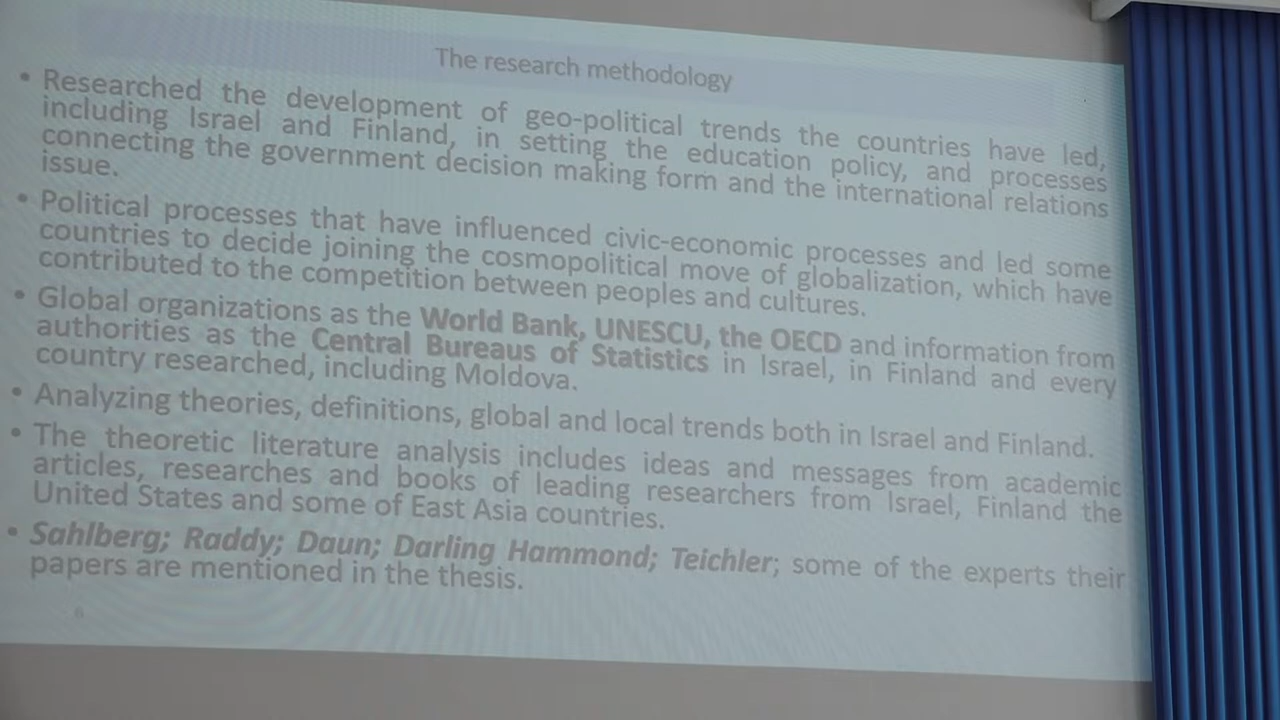 The research methodology
• Researched the development of geo-political trends the countries have led,
including Israel and Finland, in setting the education policy, and processes
connecting the government decision making form and the international relations
issue.
• Political processes that have influenced civic-economic processes and led some
countries to decide joining the cosmopolitical move of globalization, which have
contributed to the competition between peoples and cultures.
• Global organizations as the World Bank, UNESCU, the OECD and information from
authorities as the Central Bureaus of Statistics in Israel, in Finland and every
country researched, including Moldova.
• Analyzing theories, definitions, global and local trends both in Israel and Finland.
• The theoretic literature analysis includes ideas and messages from academic
articles, researches and books of leading researchers from Israel, Finland the
United States and some of East Asia countries.
• Sahlberg; Raddy; Daun; Darling Hammond; Teichler; some of the experts their
papers are mentioned in the thesis.
6